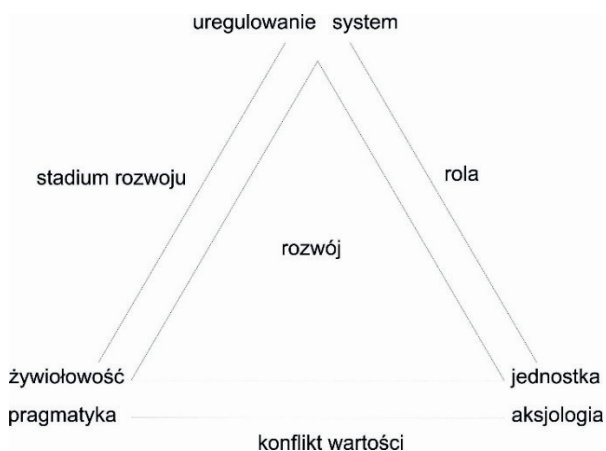 uregulowanie system
stadium rozwoju
rola
rozwój
żywiołowość
jednostka
pragmatyka
aksjologia
konflikt wartości